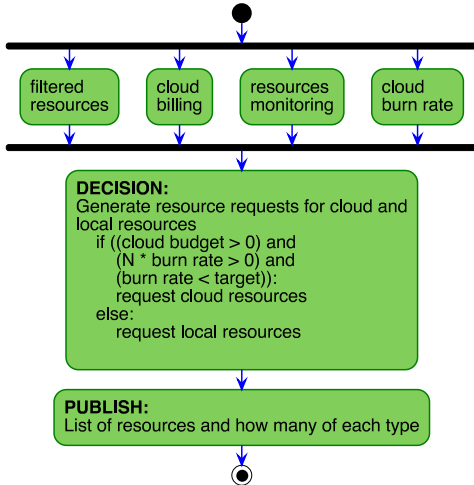 filtered
resources
cloud
billing
resources
monitoring
cloud
burn rate
DECISION:
Generate resource requests for cloud and
local resources
if ((cloud budget > 0) and
(N * burn rate > 0) and
(burn rate < target)):
request cloud resources
else:
request local resources
PUBLISH:
List of resources and how many of each type